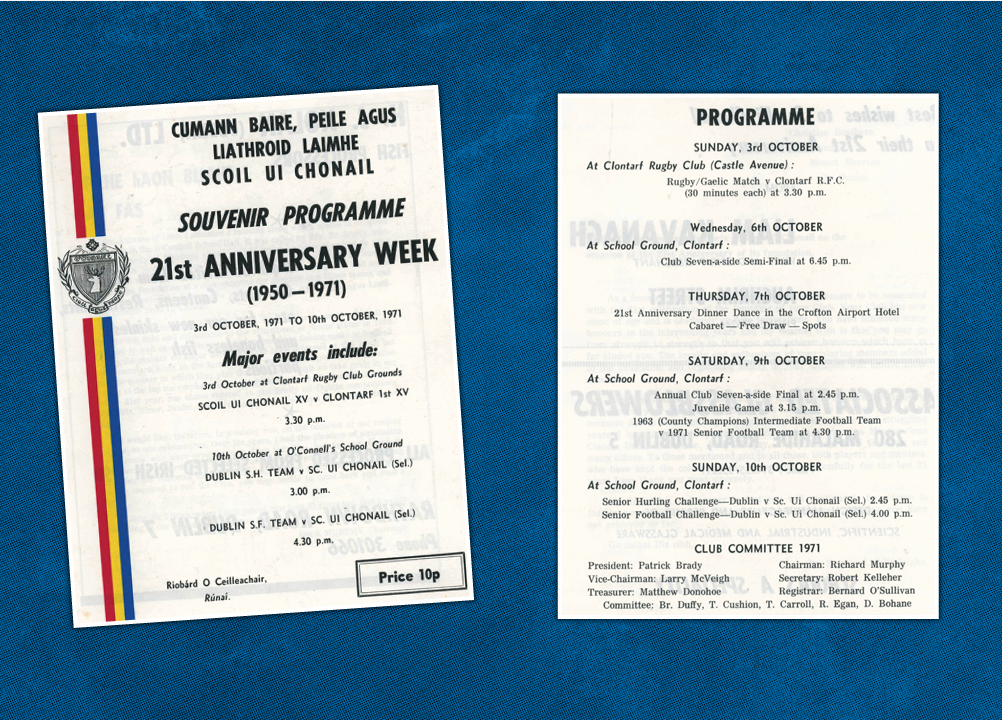 CUMANN BAIRE, PEILE AGUS
LIATHROID LAIMHE
SCOIL UI CHONAIL
SOUVENIR PROGRAMME
21st ANNIVERSARY WEEK
(1950—1971)
3rd OCTOBER, 1971 TO 10th OCTOBER, 1971
Major events include:
3rd October at Clontarf Rugby Club Grounds
SCOIL UI CHONAIL XV v CLONTARF 1st XV
3.30 p.m.
10th October at O'Connell's School Ground
DUBLIN S.H. TEAM v SC. UI CHONAIL (Sel.)
3.00 p.m.
DUBLIN S.F. TEAM v SC. UI CHONAIL (Sel.)
4.30 p.m.
Riobárd O Ceilleachair,
Rúnaí.
Price 10p
PROGRAMME
SUNDAY, 3rd OCTOBER
At Clontarf Rugby Club (Castle Avenue) :
Rugby/Gaelic Match v Clontarf R.F.C.
(30 minutes each) at 3.30 p.m.
Wednesday, 6th OCTOBER
At School Ground, Clontarf :
Club Seven-a-side Semi-Final at 6.45 p.m.
THURSDAY, 7th OCTOBER
21st Anniversary Dinner Dance in the Crofton Airport Hotel
Cabaret — Free Draw — Spots
SATURDAY, 9th OCTOBER
At School Ground, Clontarf :
Annual Club Seven-a-side Final at 2.45 p.m.
Juvenile Game at 3.15 p.m.
1963 (County Champions) Intermediate Football Team
v 1971 Senior Football Team at 4.30 p.m.
SUNDAY, 10th OCTOBER
At School Ground, Clontarf :
Senior Hurling Challenge—Dublin v Sc. Ui Chonail (Sel.) 2.45 p.m.
Senior Football Challenge—Dublin v Sc. Ui Chonail (Sel.) 4.00 p.m.
CLUB COMMITTEE 1971
President: Patrick Brady
Chairman: Richard Murphy
Vice-Chairman: Larry McVeigh
Secretary: Robert Kelleher
Treasurer: Matthew Donohoe
Registrar: Bernard O'Sullivan
Committee: Br. Duffy, T. Cushion, T. Carroll, R. Egan, D. Bohane